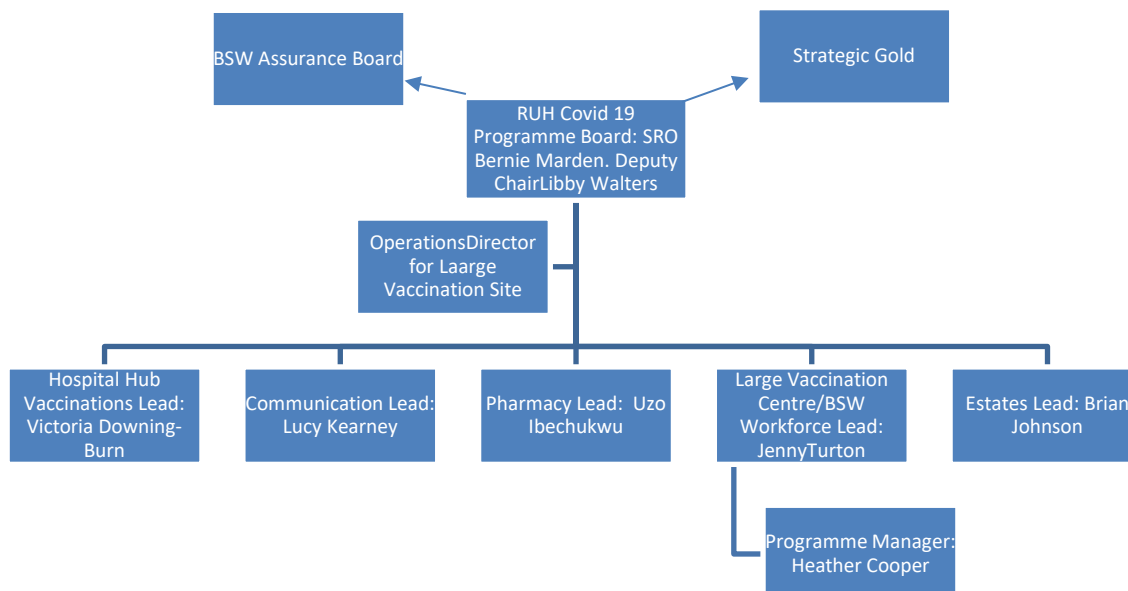 BSW Assurance Board
Strategic Gold
RUH Covid 19
Programme Board: SRO
Bernie Marden. Deputy
ChairLibby Walters
OperationsDirector
for Laarge
Vaccination Site
Hospital Hub
Vaccinations Lead:
Victoria Downing-
Burn
Communication Lead:
Lucy Kearney
Pharmacy Lead:  Uzo
Ibechukwu
Large Vaccination
Centre/BSW
Workforce Lead:
JennyTurton
Estates Lead: Brian
Johnson
Programme Manager:
Heather Cooper